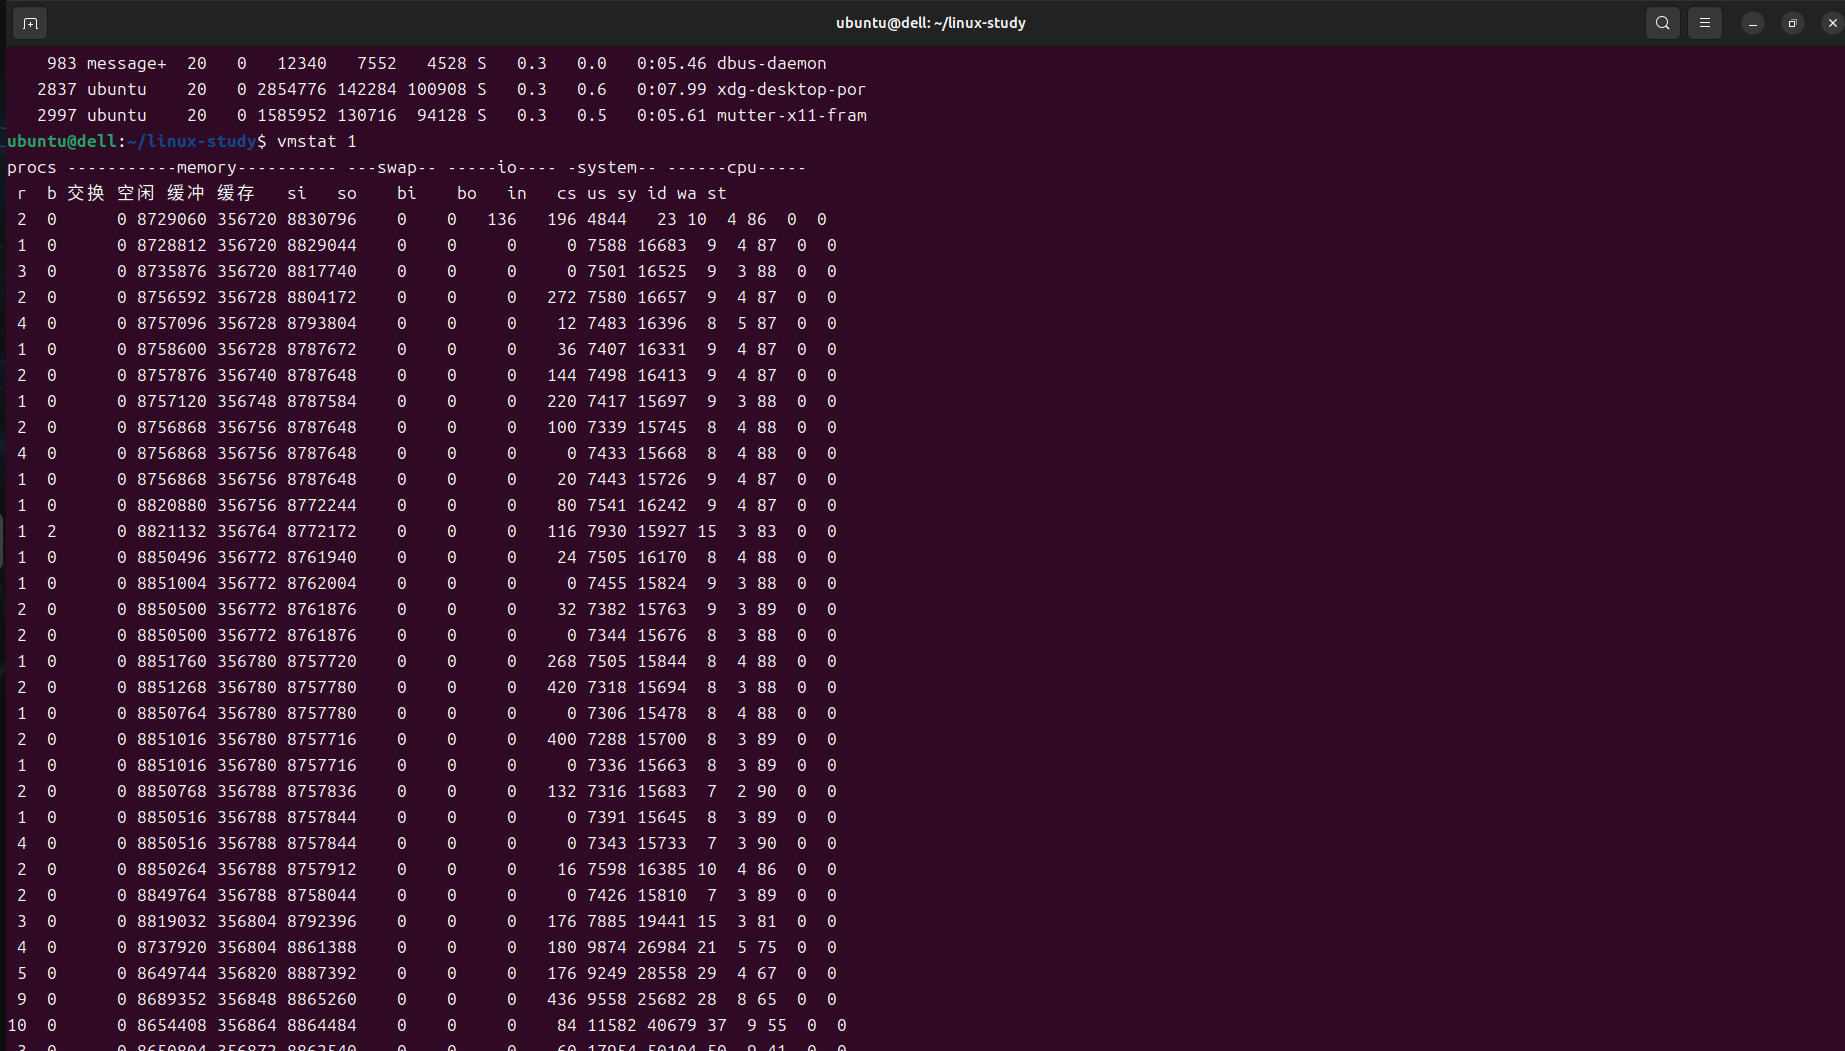 ubuntu@dell: ~/linux-study
983 message+  20   0   12340   7552   4528 S   0.3   0.0   0:05.46 dbus-daemon
2837 ubuntu    20   0 2854776 142284 100908 S   0.3   0.6   0:07.99 xdg-desktop-por
2997 ubuntu    20   0 1585952 130716  94128 S   0.3   0.5   0:05.61 mutter-x11-fram
ubuntu@dell:~/linux-study$ vmstat 1
procs -----------memory---------- ---swap-- -----io---- -system-- ------cpu-----
 r  b 交换 空闲 缓冲 缓存   si   so    bi    bo   in   cs us sy id wa st
 2  0      0 8729060 356720 8830796    0    0   136   196 4844   23 10  4 86  0  0
 1  0      0 8728812 356720 8829044    0    0     0     0 7588 16683  9  4 87  0  0
 3  0      0 8735876 356720 8817740    0    0     0     0 7501 16525  9  3 88  0  0
 2  0      0 8756592 356728 8804172    0    0     0   272 7580 16657  9  4 87  0  0
 4  0      0 8757096 356728 8793804    0    0     0    12 7483 16396  8  5 87  0  0
 1  0      0 8758600 356728 8787672    0    0     0    36 7407 16331  9  4 87  0  0
 2  0      0 8757876 356740 8787648    0    0     0   144 7498 16413  9  4 87  0  0
 1  0      0 8757120 356748 8787584    0    0     0   220 7417 15697  9  3 88  0  0
 2  0      0 8756868 356756 8787648    0    0     0   100 7339 15745  8  4 88  0  0
 4  0      0 8756868 356756 8787648    0    0     0     0 7433 15668  8  4 88  0  0
 1  0      0 8756868 356756 8787648    0    0     0    20 7443 15726  9  4 87  0  0
 1  0      0 8820880 356756 8772244    0    0     0    80 7541 16242  9  4 87  0  0
 1  2      0 8821132 356764 8772172    0    0     0   116 7930 15927 15  3 83  0  0
 1  0      0 8850496 356772 8761940    0    0     0    24 7505 16170  8  4 88  0  0
 1  0      0 8851004 356772 8762004    0    0     0     0 7455 15824  9  3 88  0  0
 2  0      0 8850500 356772 8761876    0    0     0    32 7382 15763  9  3 89  0  0
 2  0      0 8850500 356772 8761876    0    0     0     0 7344 15676  8  3 88  0  0
 1  0      0 8851760 356780 8757720    0    0     0   268 7505 15844  8  4 88  0  0
 2  0      0 8851268 356780 8757780    0    0     0   420 7318 15694  8  3 88  0  0
 1  0      0 8850764 356780 8757780    0    0     0     0 7306 15478  8  4 88  0  0
 2  0      0 8851016 356780 8757716    0    0     0   400 7288 15700  8  3 89  0  0
 1  0      0 8851016 356780 8757716    0    0     0     0 7336 15663  8  3 89  0  0
 2  0      0 8850768 356788 8757836    0    0     0   132 7316 15683  7  2 90  0  0
 1  0      0 8850516 356788 8757844    0    0     0     0 7391 15645  8  3 89  0  0
 4  0      0 8850516 356788 8757844    0    0     0     0 7343 15733  7  3 90  0  0
 2  0      0 8850264 356788 8757912    0    0     0    16 7598 16385 10  4 86  0  0
 2  0      0 8849764 356788 8758044    0    0     0     0 7426 15810  7  3 89  0  0
 3  0      0 8819032 356804 8792396    0    0     0   176 7885 19441 15  3 81  0  0
 4  0      0 8737920 356804 8861388    0    0     0   180 9874 26984 21  5 75  0  0
 5  0      0 8649744 356820 8887392    0    0     0   176 9249 28558 29  4 67  0  0
 9  0      0 8689352 356848 8865260    0    0     0   436 9558 25682 28  8 65  0  0
10  0      0 8654408 356864 8864484    0    0     0    84 11582 40679 37  9 55  0  0
 3  0      0 8650804 356872 8862540    0    0     0    60 17954 50104 50  9 41  0  0